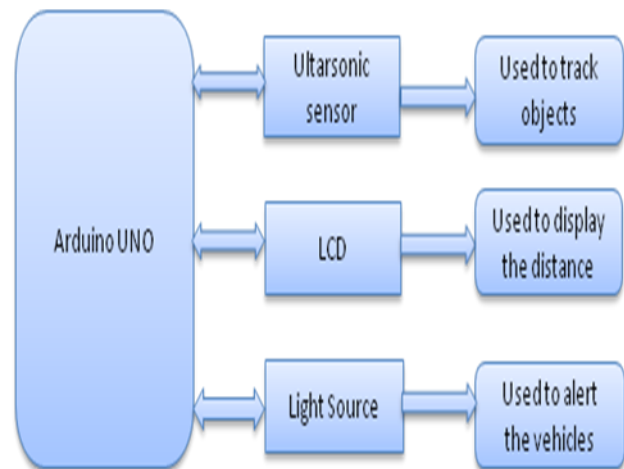 Arduino UNO
Ultarsonic
sensor
Used to track
objects
LCD
Used to display
the distance
Light Source
Used to alert
the vehicles